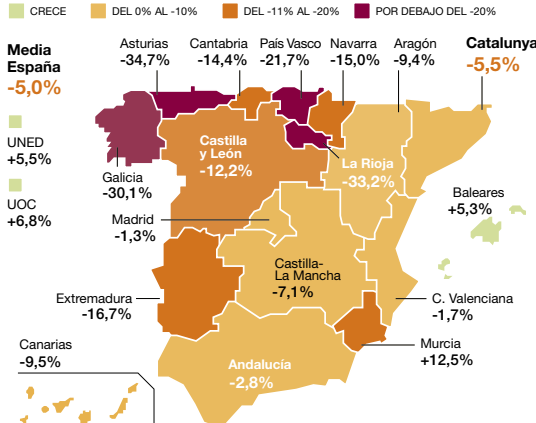 CRECE
DEL 0% AL -10%
DEL -11% AL -20%
POR DEBAJO DEL -20%
Media
España
-5,0%
UNED
+5,5%
UOC
+6,8%
Asturias
-34,7%
Cantabria
-14,4%
País Vasco
-21,7%
Navarra
-15,0%
Aragón
-9,4%
Catalunya
-5,5%
Galicia
-30,1%
Castilla
y León
-12,2%
La Rioja
-33,2%
Baleares
+5,3%
Madrid
-1,3%
Castilla-
La Mancha
-7,1%
Extremadura
-16,7%
C. Valenciana
-1,7%
Murcia
+12,5%
Canarias
-9,5%
Andalucía
-2,8%